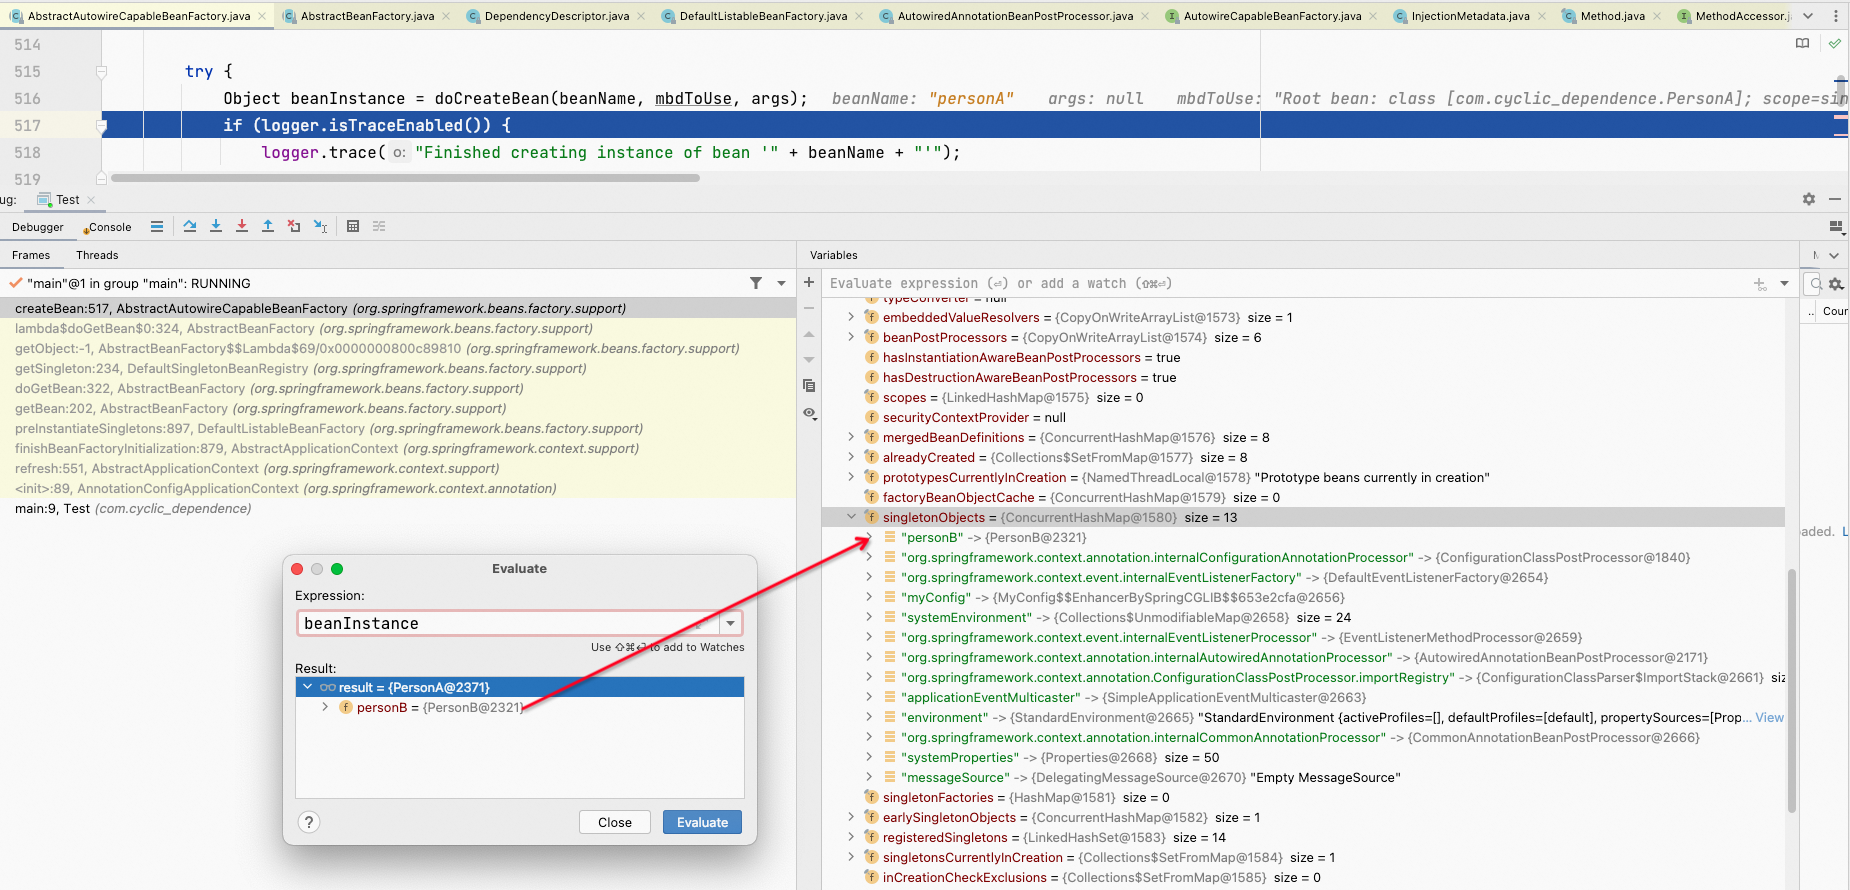 AbstractAutowireCapableBeanFactory.java AbstractBeanFactory.java DependencyDescriptor.java DefaultListableBeanFactory.java AutowiredAnnotationBeanPostProcessor.java AutowireCapableBeanFactory.java InjectionMetadata.java Method.java MethodAccessor.j
514
515 try {
516 Object beanInstance = doCreateBean(beanName, mbdToUse, args); beanName: "personA" args: null mbdToUse: "Root bean: class [com.cyclic_dependence.PersonA]; scope=sin
517 if (logger.isTraceEnabled()) {
518 logger.trace( o: "Finished creating instance of bean '" + beanName + "'");
519
ug: Test
Debugger Console
Frames Threads
"main"@1 in group "main": RUNNING
createBean:517, AbstractAutowireCapableBeanFactory (org.springframework.beans.factory.support)
lambda$doGetBean$0:324, AbstractBeanFactory (org.springframework.beans.factory.support)
getObject:-1, AbstractBeanFactory$$Lambda$69/0x0000000800c89810 (org.springframework.beans.factory.support)
getSingleton:234, DefaultSingletonBeanRegistry (org.springframework.beans.factory.support)
doGetBean:322, AbstractBeanFactory (org.springframework.beans.factory.support)
getBean:202, AbstractBeanFactory (org.springframework.beans.factory.support)
preInstantiateSingletons:897, DefaultListableBeanFactory (org.springframework.beans.factory.support)
finishBeanFactoryInitialization:879, AbstractApplicationContext (org.springframework.context.support)
refresh:551, AbstractApplicationContext (org.springframework.context.support)
<init>:89, AnnotationConfigApplicationContext (org.springframework.context.annotation)
main:9, Test (com.cyclic_dependence)
Evaluate
Expression:
beanInstance
Use ⇧⌘⏎ to add to Watches
Result:
result = {PersonA@2371}
personB = {PersonB@2321}
? Close Evaluate
Variables
Evaluate expression (⏎) or add a watch (⇧⌘⏎)
typeConverter = null
embeddedValueResolvers = {CopyOnWriteArrayList@1573} size = 1
beanPostProcessors = {CopyOnWriteArrayList@1574} size = 6
hasInstantiationAwareBeanPostProcessors = true
hasDestructionAwareBeanPostProcessors = true
scopes = {LinkedHashMap@1575} size = 0
securityContextProvider = null
mergedBeanDefinitions = {ConcurrentHashMap@1576} size = 8
alreadyCreated = {Collections$SetFromMap@1577} size = 8
prototypesCurrentlyInCreation = {NamedThreadLocal@1578} "Prototype beans currently in creation"
factoryBeanObjectCache = {ConcurrentHashMap@1579} size = 0
singletonObjects = {ConcurrentHashMap@1580} size = 13
"personB" -> {PersonB@2321}
"org.springframework.context.annotation.internalConfigurationAnnotationProcessor" -> {ConfigurationClassPostProcessor@1840}
"org.springframework.context.event.internalEventListenerFactory" -> {DefaultEventListenerFactory@2654}
"myConfig" -> {MyConfig$$EnhancerBySpringCGLIB$$653e2cfa@2656}
"systemEnvironment" -> {Collections$UnmodifiableMap@2658} size = 24
"org.springframework.context.event.internalEventListenerProcessor" -> {EventListenerMethodProcessor@2659}
"org.springframework.context.annotation.internalAutowiredAnnotationProcessor" -> {AutowiredAnnotationBeanPostProcessor@2171}
"org.springframework.context.annotation.ConfigurationClassPostProcessor.importRegistry" -> {ConfigurationClassParser$ImportStack@2661} siz
"applicationEventMulticaster" -> {SimpleApplicationEventMulticaster@2663}
"environment" -> {StandardEnvironment@2665} "StandardEnvironment {activeProfiles=[], defaultProfiles=[default], propertySources=[Prop... View
"org.springframework.context.annotation.internalCommonAnnotationProcessor" -> {CommonAnnotationBeanPostProcessor@2666}
"systemProperties" -> {Properties@2668} size = 50
"messageSource" -> {DelegatingMessageSource@2670} "Empty MessageSource"
singletonFactories = {HashMap@1581} size = 0
earlySingletonObjects = {ConcurrentHashMap@1582} size = 1
registeredSingletons = {LinkedHashSet@1583} size = 14
singletonsCurrentlyInCreation = {Collections$SetFromMap@1584} size = 1
inCreationCheckExclusions = {Collections$SetFromMap@1585} size = 0
.. Cour
oaded. L